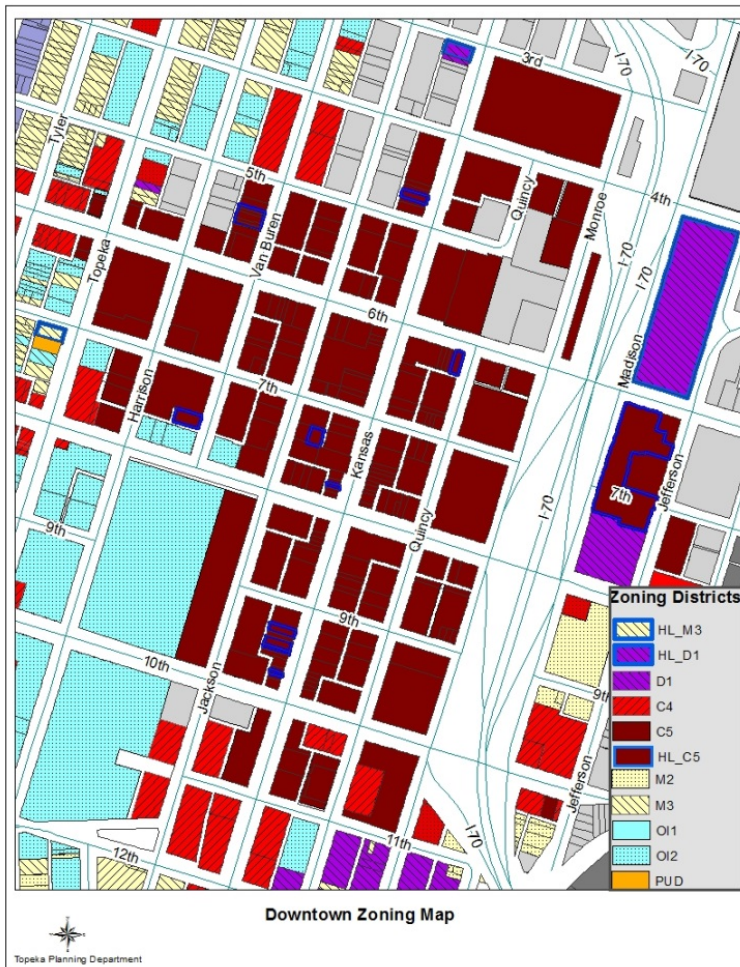 I-70
I-70
3rd
Tyler
5th
Quincy
Monroe
4th
I-70
I-70
Van Buren
Topeka
6th
Madison
7th
Harrison
Kansas
7th
Jefferson
Quincy
I-70
9th
Zoning Districts
HL_M3
HL_D1
D1
C4
C5
HL_C5
M2
M3
OI1
OI2
PUD
9th
10th
Jackson
9th
Jefferson
I-70
11th
12th
Downtown Zoning Map
Topeka Planning Department